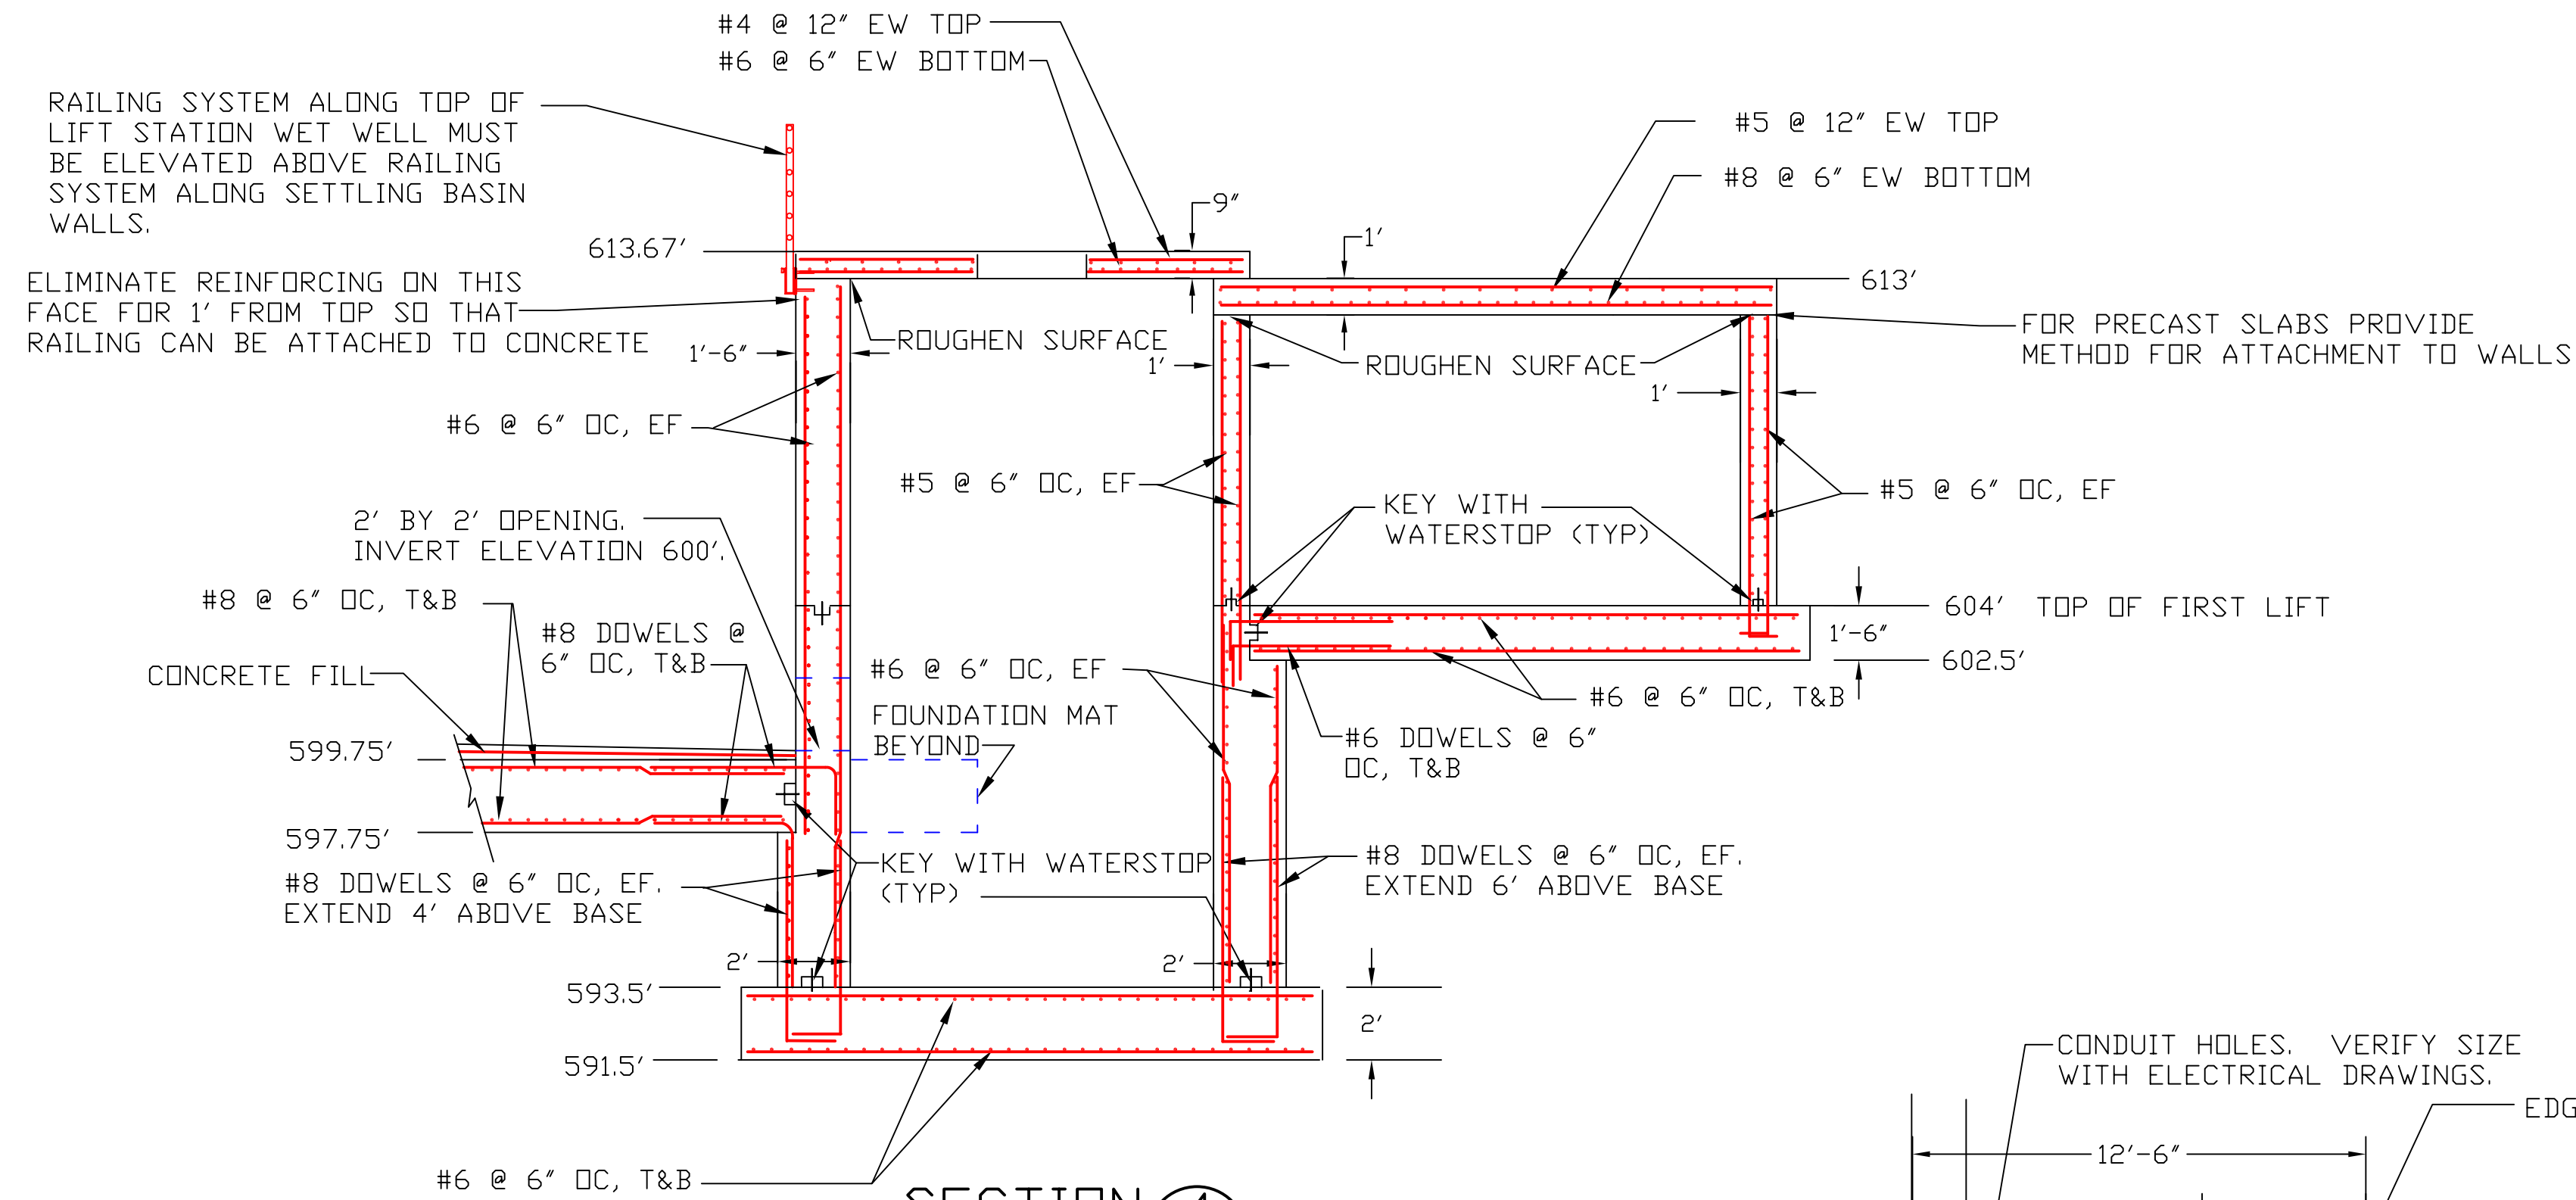 #4 @ 12" EW TOP
#6 @ 6" EW BOTTOM
RAILING SYSTEM ALONG TOP OF
LIFT STATION WET WELL MUST
BE ELEVATED ABOVE RAILING
SYSTEM ALONG SETTLING BASIN
WALLS.
#5 @ 12" EW TOP
#8 @ 6" EW BOTTOM
9"
1'
613.67'
613'
ELIMINATE REINFORCING ON THIS
FACE FOR 1' FROM TOP SO THAT
RAILING CAN BE ATTACHED TO CONCRETE
1'-6"
ROUGHEN SURFACE
1'
ROUGHEN SURFACE
FOR PRECAST SLABS PROVIDE
METHOD FOR ATTACHMENT TO WALLS
1'
#6 @ 6" OC, EF
#5 @ 6" OC, EF
#5 @ 6" OC, EF
KEY WITH
WATERSTOP (TYP)
2' BY 2' OPENING.
INVERT ELEVATION 600'.
#8 @ 6" OC, T&B
604' TOP OF FIRST LIFT
1'-6"
602.5'
#8 DOWELS @
6" OC, T&B
CONCRETE FILL
#6 @ 6" OC, EF
#6 @ 6" OC, T&B
FOUNDATION MAT
BEYOND
#6 DOWELS @ 6"
OC, T&B
599.75'
597.75'
KEY WITH WATERSTOP
(TYP)
#8 DOWELS @ 6" OC, EF.
EXTEND 6' ABOVE BASE
#8 DOWELS @ 6" OC, EF.
EXTEND 4' ABOVE BASE
2'
2'
593.5'
2'
591.5'
CONDUIT HOLES. VERIFY SIZE
WITH ELECTRICAL DRAWINGS.
EDG
12'-6"
#6 @ 6" OC, T&B
SECTION